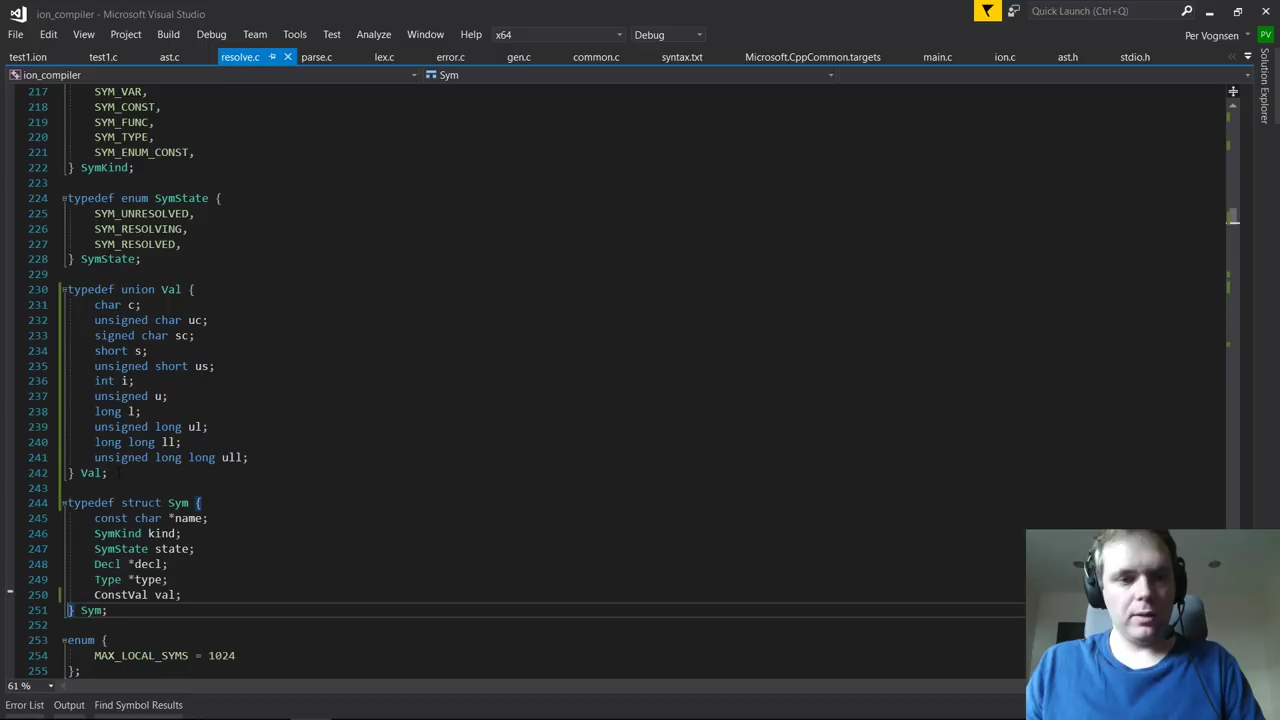 ion_compiler - Microsoft Visual Studio
Quick Launch (Ctrl+Q)
File Edit View Project Build Debug Team Tools Test Analyze Window Help x64 Debug Per Vognsen PV
test1.ion test1.c ast.c resolve.c parse.c lex.c error.c gen.c common.c syntax.txt Microsoft.CppCommon.targets main.c ion.c ast.h stdio.h
ion_compiler Sym
Solution Explorer
217 SYM_VAR,
218 SYM_CONST,
219 SYM_FUNC,
220 SYM_TYPE,
221 SYM_ENUM_CONST,
222 } SymKind;
223
224 typedef enum SymState {
225 SYM_UNRESOLVED,
226 SYM_RESOLVING,
227 SYM_RESOLVED,
228 } SymState;
229
230 typedef union Val {
231 char c;
232 unsigned char uc;
233 signed char sc;
234 short s;
235 unsigned short us;
236 int i;
237 unsigned u;
238 long l;
239 unsigned long ul;
240 long long ll;
241 unsigned long long ull;
242 } Val;
243
244 typedef struct Sym {
245 const char *name;
246 SymKind kind;
247 SymState state;
248 Decl *decl;
249 Type *type;
250 ConstVal val;
251 } Sym;
252
253 enum {
254 MAX_LOCAL_SYMS = 1024
255 };
61 %
Error List Output Find Symbol Results